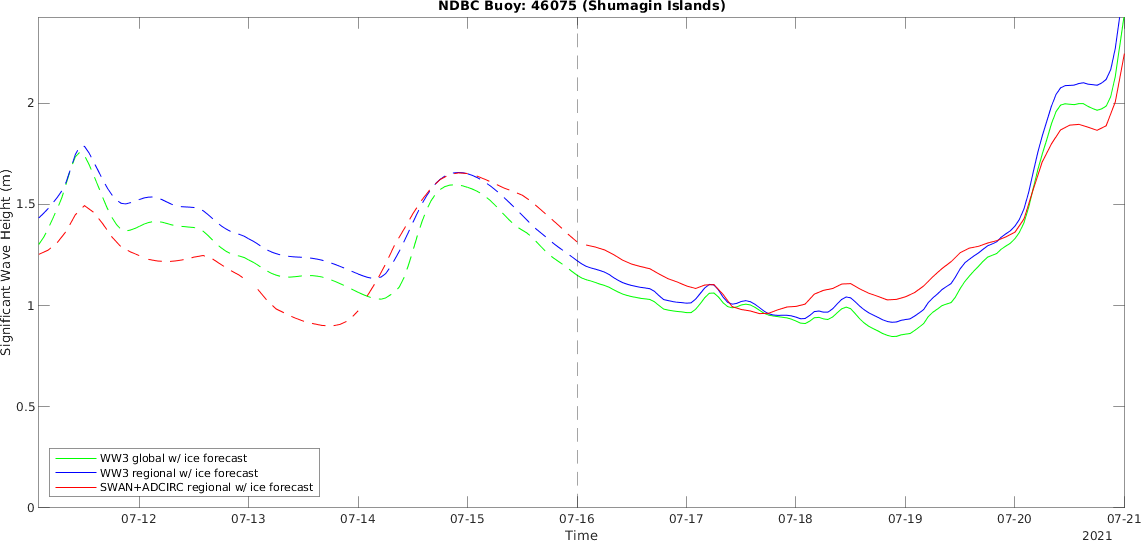 NDBC Buoy: 46075 (Shumagin Islands)
Significant Wave Height (m)
2
1.5
1
0.5
0
WW3 global w/ ice forecast
WW3 regional w/ ice forecast
SWAN+ADCIRC regional w/ ice forecast
07-12 07-13 07-14 07-15 07-16 07-17 07-18 07-19 07-20 07-21
Time
2021